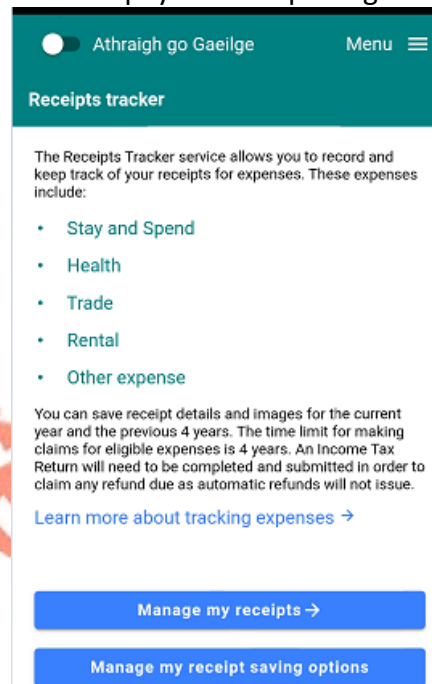 Athraigh go Gaeilge Menu
Receipts tracker
The Receipts Tracker service allows you to record and
keep track of your receipts for expenses. These expenses
include:
• Stay and Spend
• Health
• Trade
• Rental
• Other expense
You can save receipt details and images for the current
year and the previous 4 years. The time limit for making
claims for eligible expenses is 4 years. An Income Tax
Return will need to be completed and submitted in order to
claim any refund due as automatic refunds will not issue.
Learn more about tracking expenses →
Manage my receipts →
Manage my receipt saving options